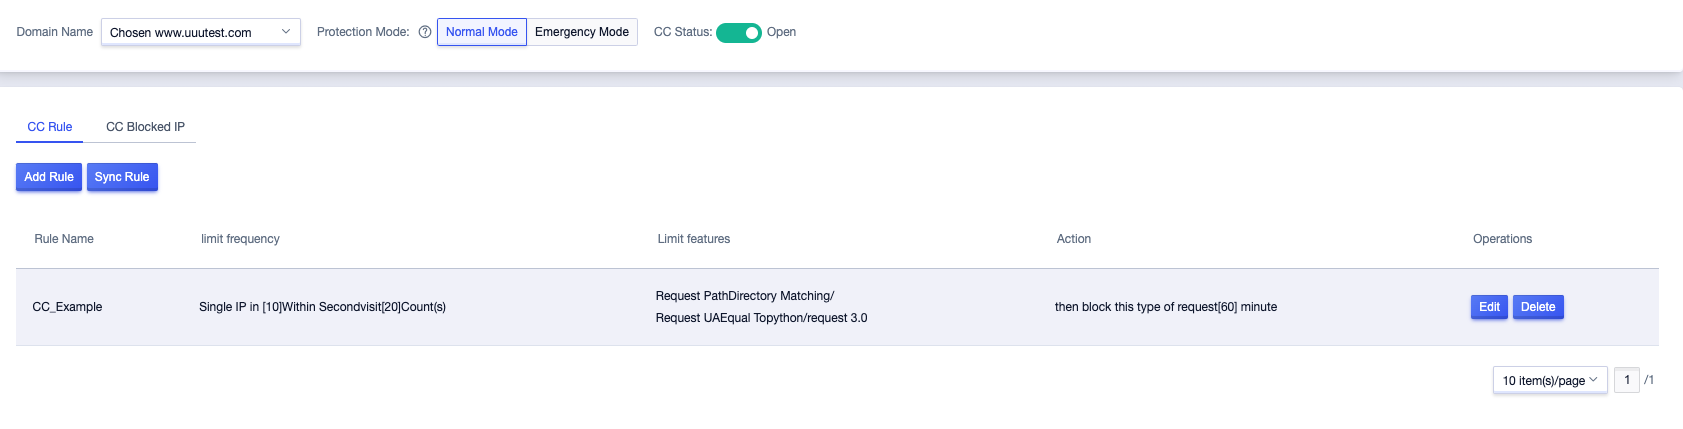 Domain Name Chosen www.uuutest.com Protection Mode: ? Normal Mode Emergency Mode CC Status: Open
CC Rule CC Blocked IP
Add Rule Sync Rule
Rule Name limit frequency Limit features Action Operations
CC_Example Single IP in [10]Within Secondvisit[20]Count(s) Request PathDirectory Matching/
Request UAEqual Topython/request 3.0 then block this type of request[60] minute Edit Delete
10 item(s)/page 1 /1